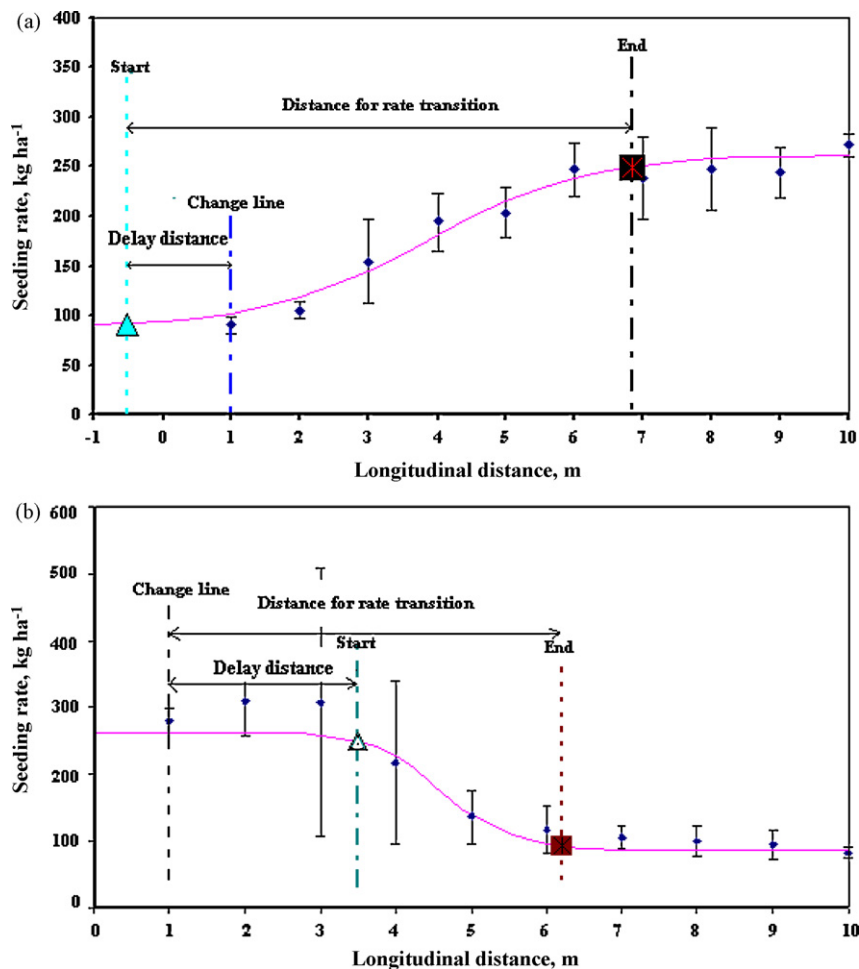 (a)
400
350
300
250
200
150
100
50
0
Seeding rate, kg ha⁻¹
Start
End
Distance for rate transition
Change line
Delay distance
-1 0 1 2 3 4 5 6 7 8 9 10
Longitudinal distance, m
(b)
600
500
400
300
200
100
0
Seeding rate, kg ha⁻¹
Change line
Distance for rate transition
Start
End
Delay distance
0 1 2 3 4 5 6 7 8 9 10
Longitudinal distance, m